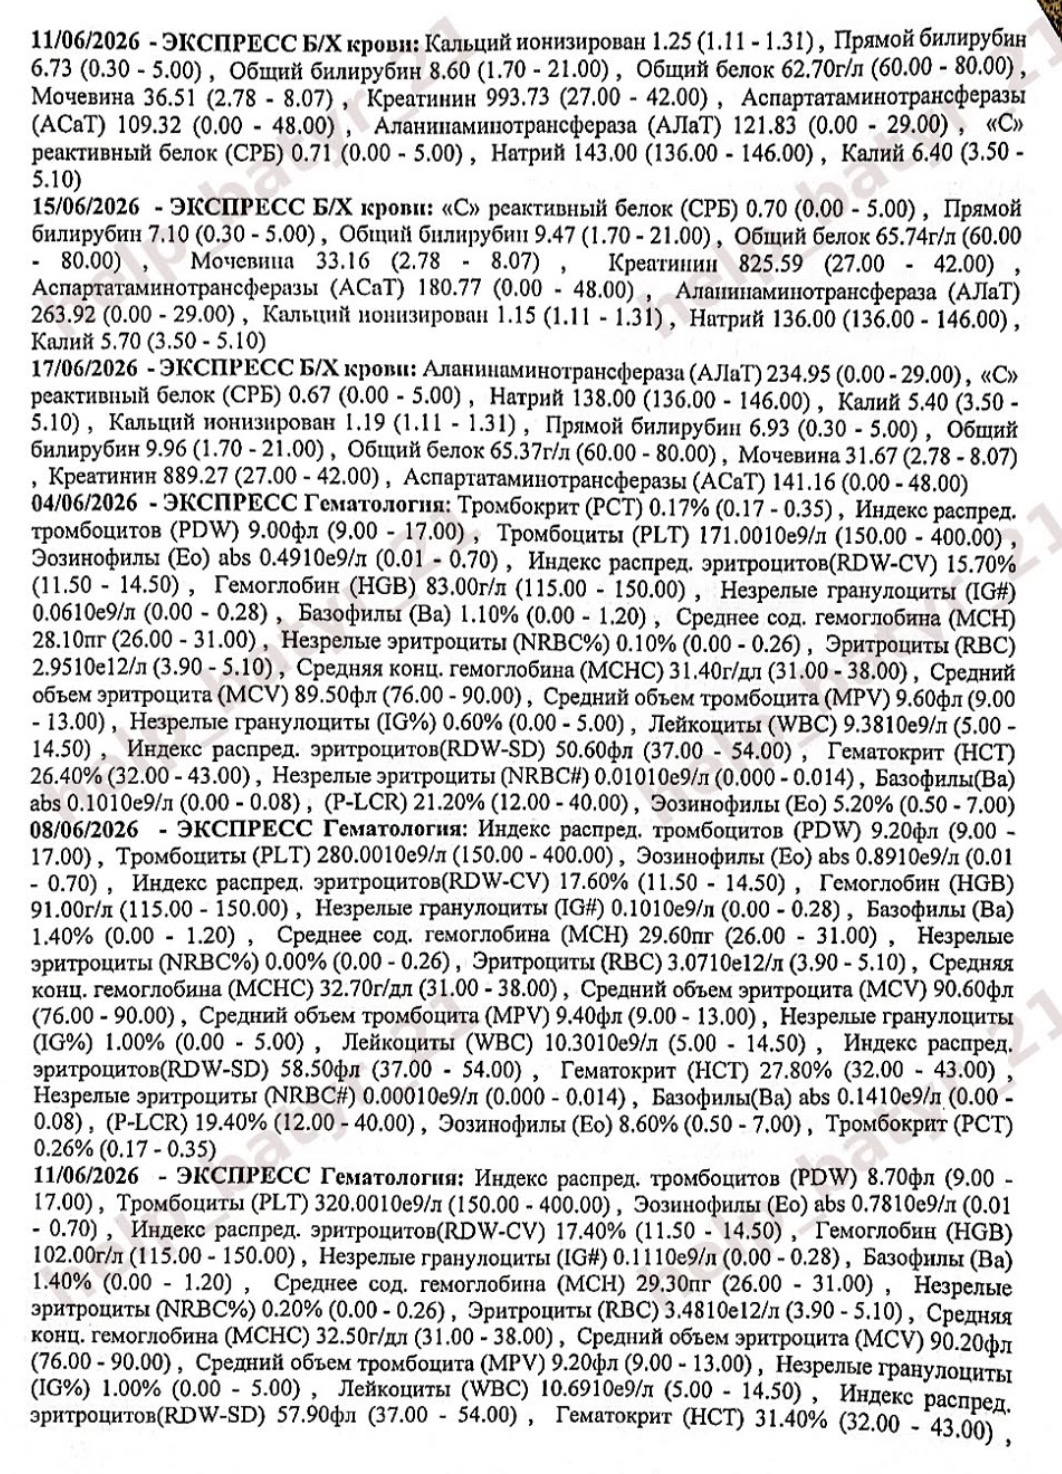 11/06/2026 - ЭКСПРЕСС Б/Х крови: Кальций ионизирован 1.25 (1.11 - 1.31) , Прямой билирубин
6.73 (0.30 - 5.00) , Общий билирубин 8.60 (1.70 - 21.00) , Общий белок 62.70г/л (60.00 - 80.00) ,
Мочевина 36.51 (2.78 - 8.07) , Креатинин 993.73 (27.00 - 42.00) , Аспартатаминотрансферазы
(АСаТ) 109.32 (0.00 - 48.00) , Аланинаминотрансфераза (АЛаТ) 121.83 (0.00 - 29.00) , «С»
реактивный белок (СРБ) 0.71 (0.00 - 5.00) , Натрий 143.00 (136.00 - 146.00) , Калий 6.40 (3.50 -
5.10)
15/06/2026 - ЭКСПРЕСС Б/Х крови: «С» реактивный белок (СРБ) 0.70 (0.00 - 5.00) , Прямой
билирубин 7.10 (0.30 - 5.00) , Общий билирубин 9.47 (1.70 - 21.00) , Общий белок 65.74г/л (60.00
- 80.00) , Мочевина 33.16 (2.78 - 8.07) , Креатинин 825.59 (27.00 - 42.00) ,
Аспартатаминотрансферазы (АСаТ) 180.77 (0.00 - 48.00) , Аланинаминотрансфераза (АЛаТ)
263.92 (0.00 - 29.00) , Кальций ионизирован 1.15 (1.11 - 1.31) , Натрий 136.00 (136.00 - 146.00) ,
Калий 5.70 (3.50 - 5.10)
17/06/2026 - ЭКСПРЕСС Б/Х крови: Аланинаминотрансфераза (АЛаТ) 234.95 (0.00 - 29.00) , «С»
реактивный белок (СРБ) 0.67 (0.00 - 5.00) , Натрий 138.00 (136.00 - 146.00) , Калий 5.40 (3.50 -
5.10) , Кальций ионизирован 1.19 (1.11 - 1.31) , Прямой билирубин 6.93 (0.30 - 5.00) , Общий
билирубин 9.96 (1.70 - 21.00) , Общий белок 65.37г/л (60.00 - 80.00) , Мочевина 31.67 (2.78 - 8.07)
, Креатинин 889.27 (27.00 - 42.00) , Аспартатаминотрансферазы (АСаТ) 141.16 (0.00 - 48.00)
04/06/2026 - ЭКСПРЕСС Гематология: Тромбокрит (PCT) 0.17% (0.17 - 0.35) , Индекс распред.
тромбоцитов (PDW) 9.00фл (9.00 - 17.00) , Тромбоциты (PLT) 171.0010е9/л (150.00 - 400.00) ,
Эозинофилы (Ео) abs 0.4910е9/л (0.01 - 0.70) , Индекс распред. эритроцитов(RDW-CV) 15.70%
(11.50 - 14.50) , Гемоглобин (HGB) 83.00г/л (115.00 - 150.00) , Незрелые гранулоциты (IG#)
0.0610е9/л (0.00 - 0.28) , Базофилы (Ва) 1.10% (0.00 - 1.20) , Среднее сод. гемоглобина (MCH)
28.10пг (26.00 - 31.00) , Незрелые эритроциты (NRBC%) 0.10% (0.00 - 0.26) , Эритроциты (RBC)
2.9510е12/л (3.90 - 5.10) , Средняя конц. гемоглобина (MCHC) 31.40г/дл (31.00 - 38.00) , Средний
объем эритроцита (MCV) 89.50фл (76.00 - 90.00) , Средний объем тромбоцита (MPV) 9.60фл (9.00
- 13.00) , Незрелые гранулоциты (IG%) 0.60% (0.00 - 5.00) , Лейкоциты (WBC) 9.3810е9/л (5.00 -
14.50) , Индекс распред. эритроцитов(RDW-SD) 50.60фл (37.00 - 54.00) , Гематокрит (HCT)
26.40% (32.00 - 43.00) , Незрелые эритроциты (NRBC#) 0.01010е9/л (0.000 - 0.014) , Базофилы(Ва)
abs 0.1010е9/л (0.00 - 0.08) , (P-LCR) 21.20% (12.00 - 40.00) , Эозинофилы (Ео) 5.20% (0.50 - 7.00)
08/06/2026 - ЭКСПРЕСС Гематология: Индекс распред. тромбоцитов (PDW) 9.20фл (9.00 -
17.00) , Тромбоциты (PLT) 280.0010е9/л (150.00 - 400.00) , Эозинофилы (Ео) abs 0.8910е9/л (0.01
- 0.70) , Индекс распред. эритроцитов(RDW-CV) 17.60% (11.50 - 14.50) , Гемоглобин (HGB)
91.00г/л (115.00 - 150.00) , Незрелые гранулоциты (IG#) 0.1010е9/л (0.00 - 0.28) , Базофилы (Ва)
1.40% (0.00 - 1.20) , Среднее сод. гемоглобина (MCH) 29.60пг (26.00 - 31.00) , Незрелые
эритроциты (NRBC%) 0.00% (0.00 - 0.26) , Эритроциты (RBC) 3.0710е12/л (3.90 - 5.10) , Средняя
конц. гемоглобина (MCHC) 32.70г/дл (31.00 - 38.00) , Средний объем эритроцита (MCV) 90.60фл
(76.00 - 90.00) , Средний объем тромбоцита (MPV) 9.40фл (9.00 - 13.00) , Незрелые гранулоциты
(IG%) 1.00% (0.00 - 5.00) , Лейкоциты (WBC) 10.3010е9/л (5.00 - 14.50) , Индекс распред.
эритроцитов(RDW-SD) 58.50фл (37.00 - 54.00) , Гематокрит (HCT) 27.80% (32.00 - 43.00) ,
Незрелые эритроциты (NRBC#) 0.00010е9/л (0.000 - 0.014) , Базофилы(Ва) abs 0.1410е9/л (0.00 -
0.08) , (P-LCR) 19.40% (12.00 - 40.00) , Эозинофилы (Ео) 8.60% (0.50 - 7.00) , Тромбокрит (PCT)
0.26% (0.17 - 0.35)
11/06/2026 - ЭКСПРЕСС Гематология: Индекс распред. тромбоцитов (PDW) 8.70фл (9.00 -
17.00) , Тромбоциты (PLT) 320.0010е9/л (150.00 - 400.00) , Эозинофилы (Ео) abs 0.7810е9/л (0.01
- 0.70) , Индекс распред. эритроцитов(RDW-CV) 17.40% (11.50 - 14.50) , Гемоглобин (HGB)
102.00г/л (115.00 - 150.00) , Незрелые гранулоциты (IG#) 0.1110е9/л (0.00 - 0.28) , Базофилы (Ва)
1.40% (0.00 - 1.20) , Среднее сод. гемоглобина (MCH) 29.30пг (26.00 - 31.00) , Незрелые
эритроциты (NRBC%) 0.20% (0.00 - 0.26) , Эритроциты (RBC) 3.4810е12/л (3.90 - 5.10) , Средняя
конц. гемоглобина (MCHC) 32.50г/дл (31.00 - 38.00) , Средний объем эритроцита (MCV) 90.20фл
(76.00 - 90.00) , Средний объем тромбоцита (MPV) 9.20фл (9.00 - 13.00) , Незрелые гранулоциты
(IG%) 1.00% (0.00 - 5.00) , Лейкоциты (WBC) 10.6910е9/л (5.00 - 14.50) , Индекс распред.
эритроцитов(RDW-SD) 57.90фл (37.00 - 54.00) , Гематокрит (HCT) 31.40% (32.00 - 43.00) ,
help_batyr_21
help_batyr_21
help_batyr_21
help_batyr_21
help_batyr_21
help_batyr_21